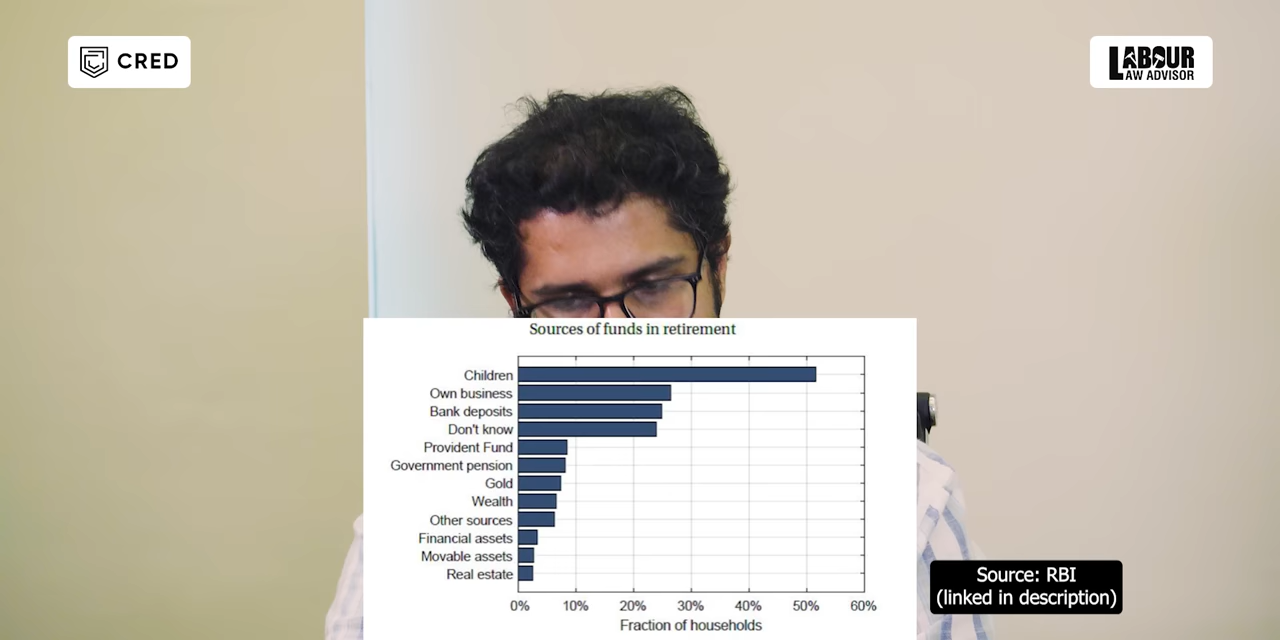 CRED
LABOUR
LAW ADVISOR
Sources of funds in retirement
Children
Own business
Bank deposits
Don't know
Provident Fund
Government pension
Gold
Wealth
Other sources
Financial assets
Movable assets
Real estate
0% 10% 20% 30% 40% 50% 60%
Fraction of households
Source: RBI
(linked in description)